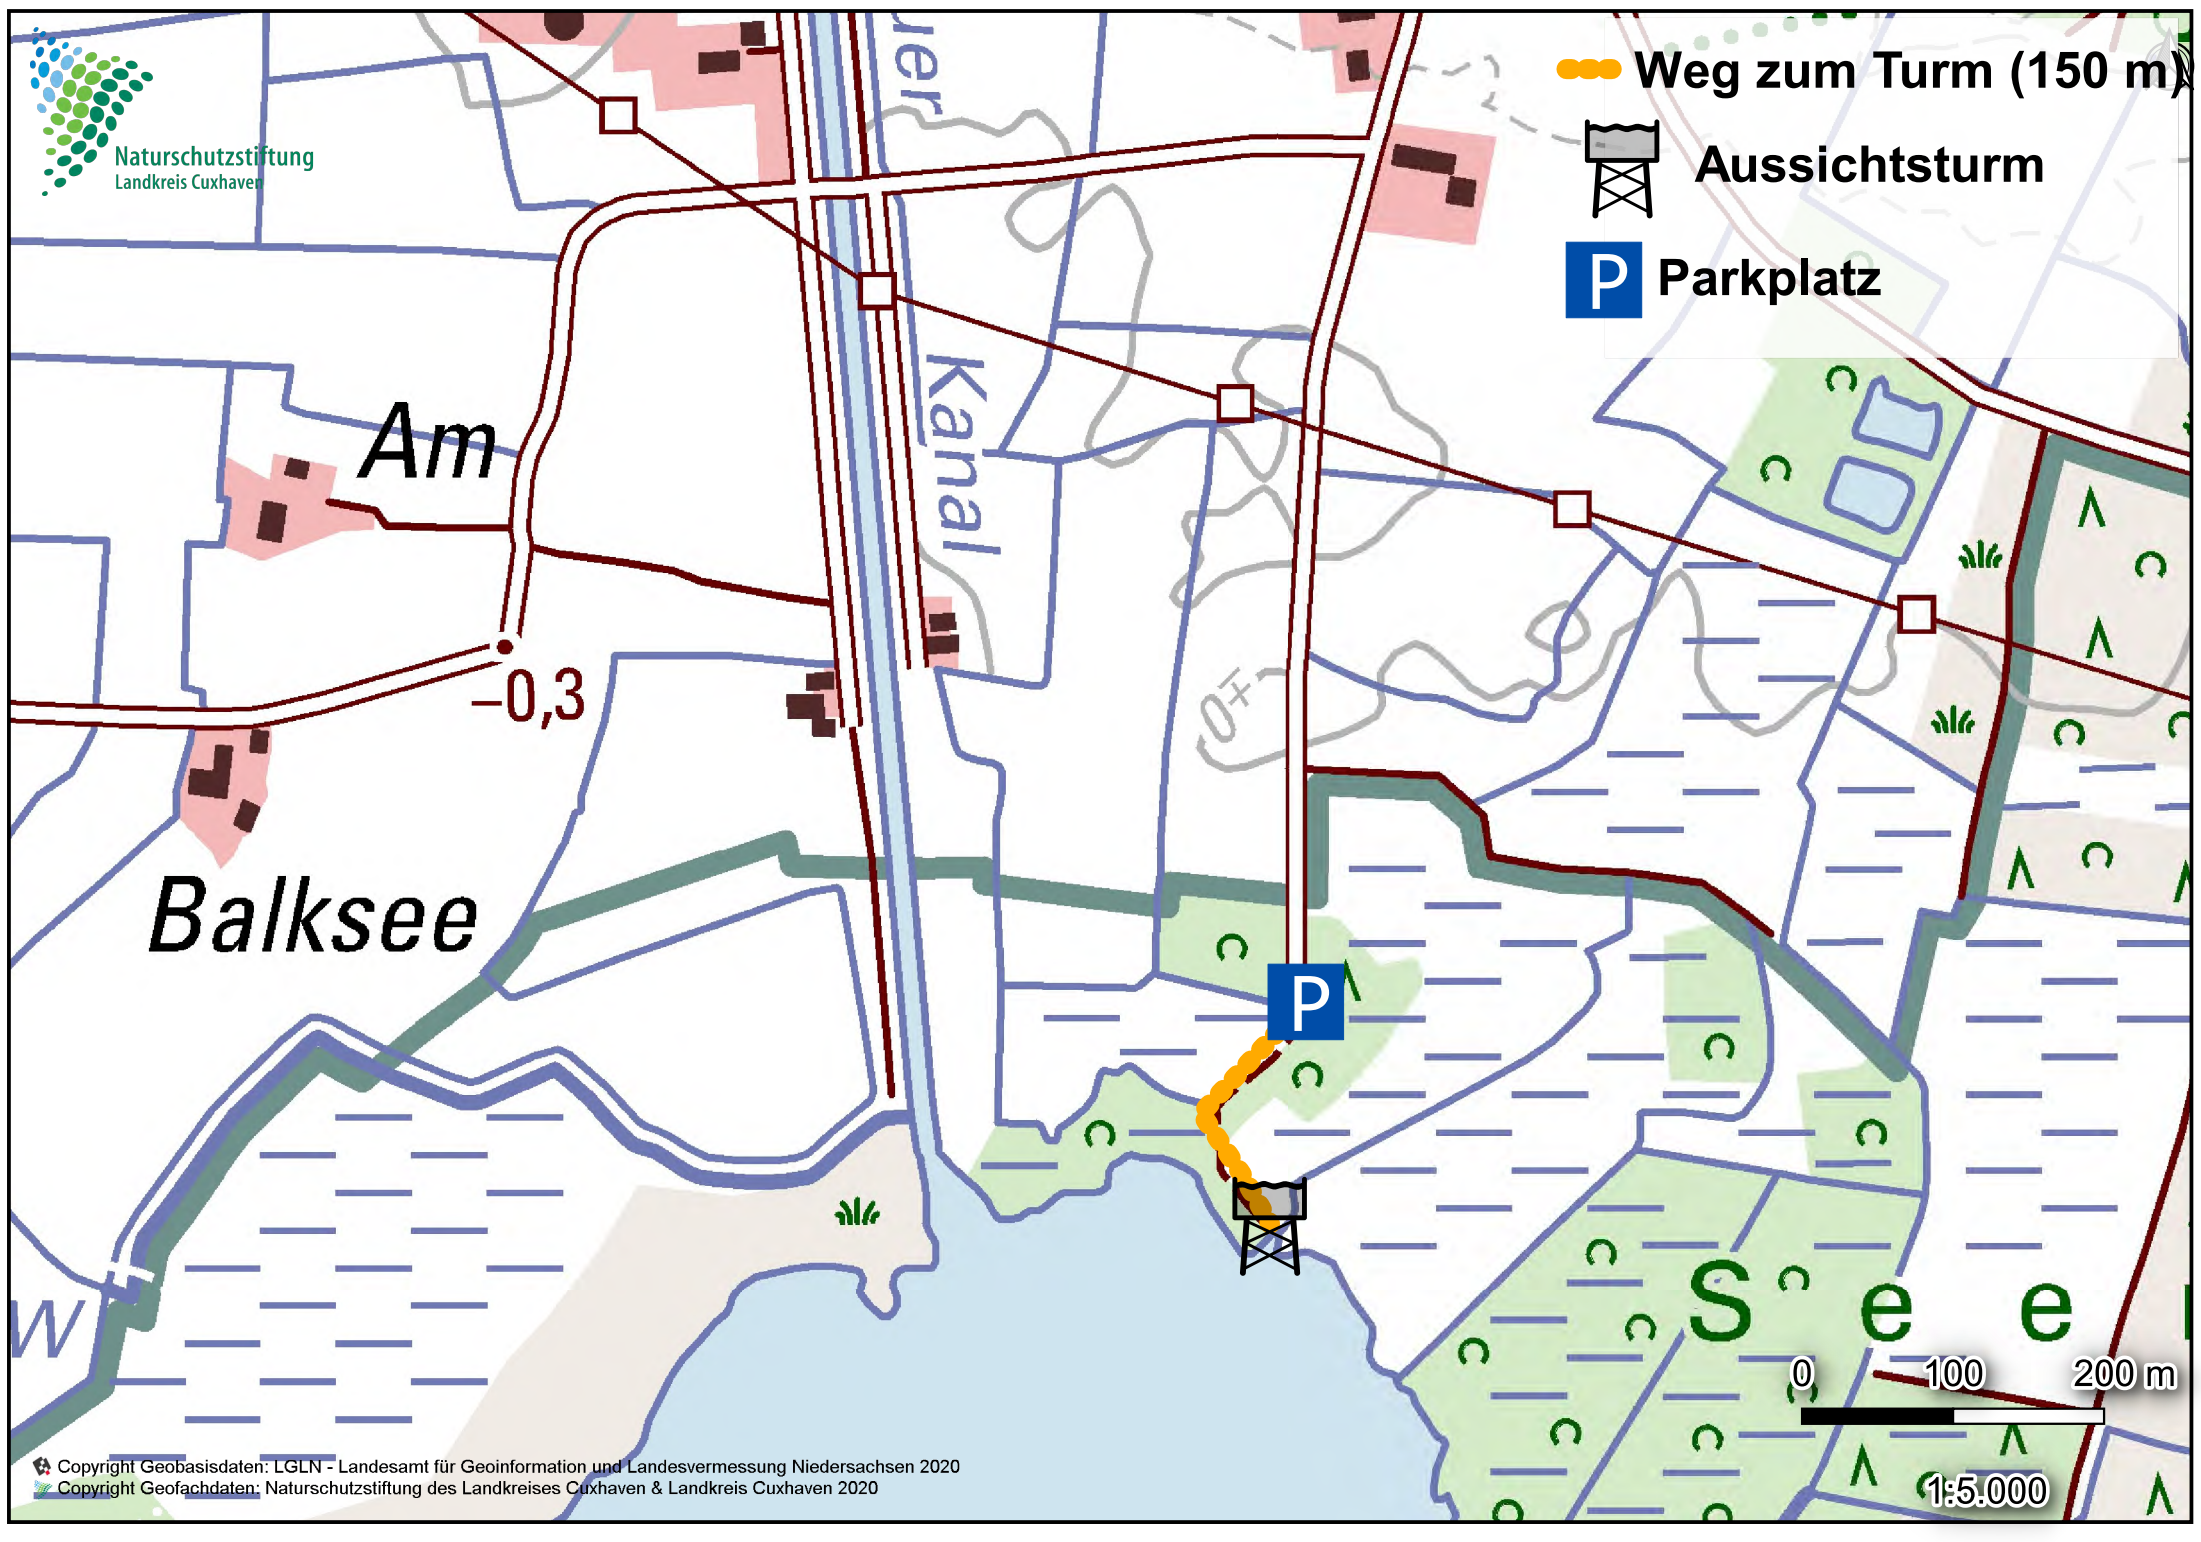 Naturschutzstiftung
Landkreis Cuxhaven
Weg zum Turm (150 m)
Aussichtsturm
P Parkplatz
Kanal
Am
-0,3
±0
Balksee
P
S e e
W
0 100 200 m
1:5.000
Copyright Geobasisdaten: LGLN - Landesamt für Geoinformation und Landesvermessung Niedersachsen 2020
Copyright Geofachdaten: Naturschutzstiftung des Landkreises Cuxhaven & Landkreis Cuxhaven 2020